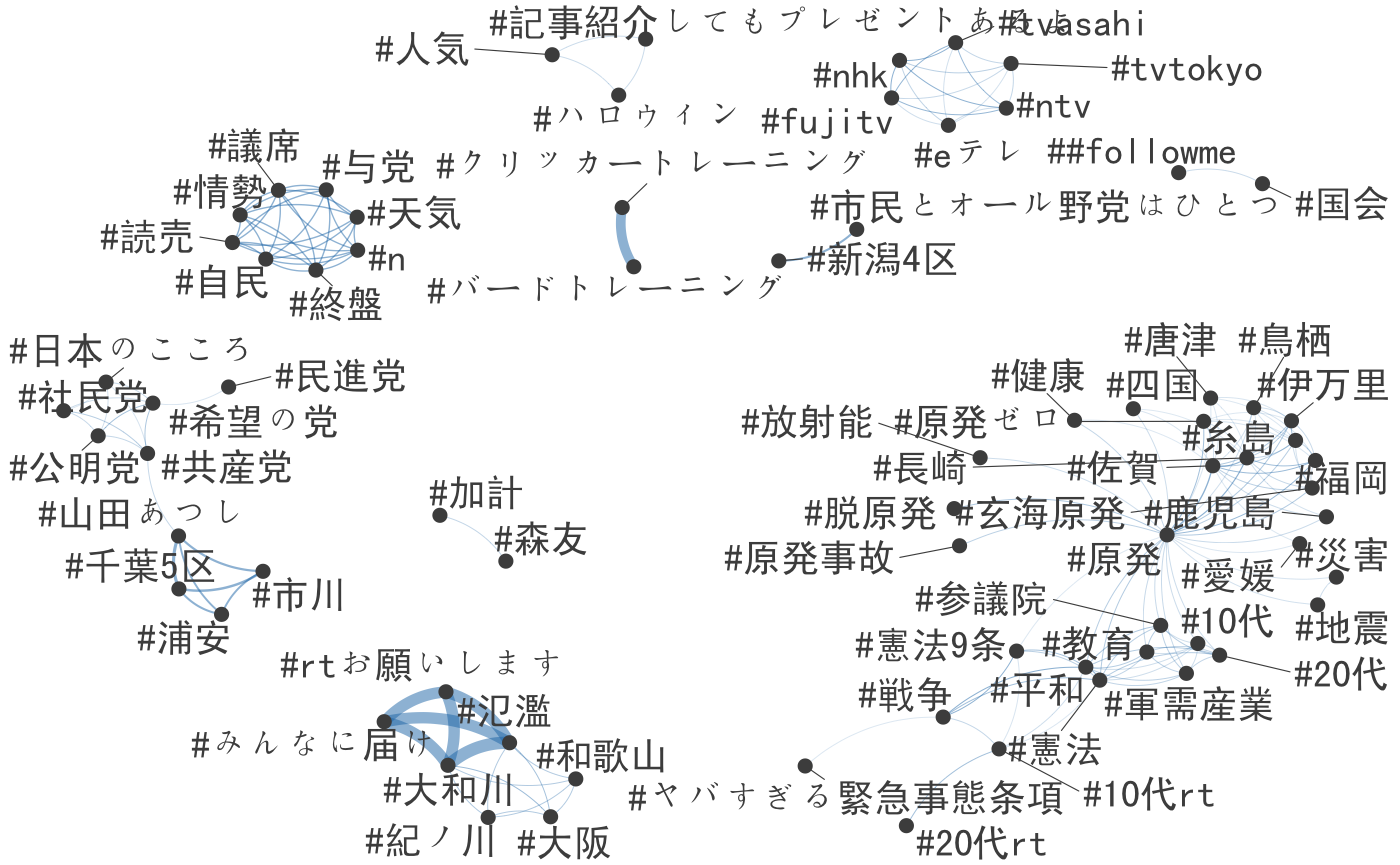 #記事紹介してもプレゼントあるよ
#tvasahi
#人気
#nhk
#tvtokyo
#ハロウィン
#fujitv
#ntv
#eテレ
##followme
#議席
#与党
#クリッカートレーニング
#情勢
#天気
#市民とオール野党はひとつ
#国会
#読売
#n
#新潟4区
#自民
#終盤
#バードトレーニング
#日本のこころ
#民進党
#社民党
#希望の党
#公明党
#共産党
#唐津
#鳥栖
#健康
#四国
#伊万里
#放射能
#原発ゼロ
#糸島
#長崎
#佐賀
#福岡
#脱原発
#玄海原発
#鹿児島
#原発事故
#原発
#愛媛
#災害
#山田あつし
#加計
#千葉5区
#森友
#市川
#浦安
#参議院
#10代
#地震
#憲法9条
#教育
#20代
#戦争
#平和
#軍需産業
#rtお願いします
#氾濫
#みんなに届け
#和歌山
#憲法
#大和川
#ヤバすぎる緊急事態条項
#10代rt
#紀ノ川
#大阪
#20代rt